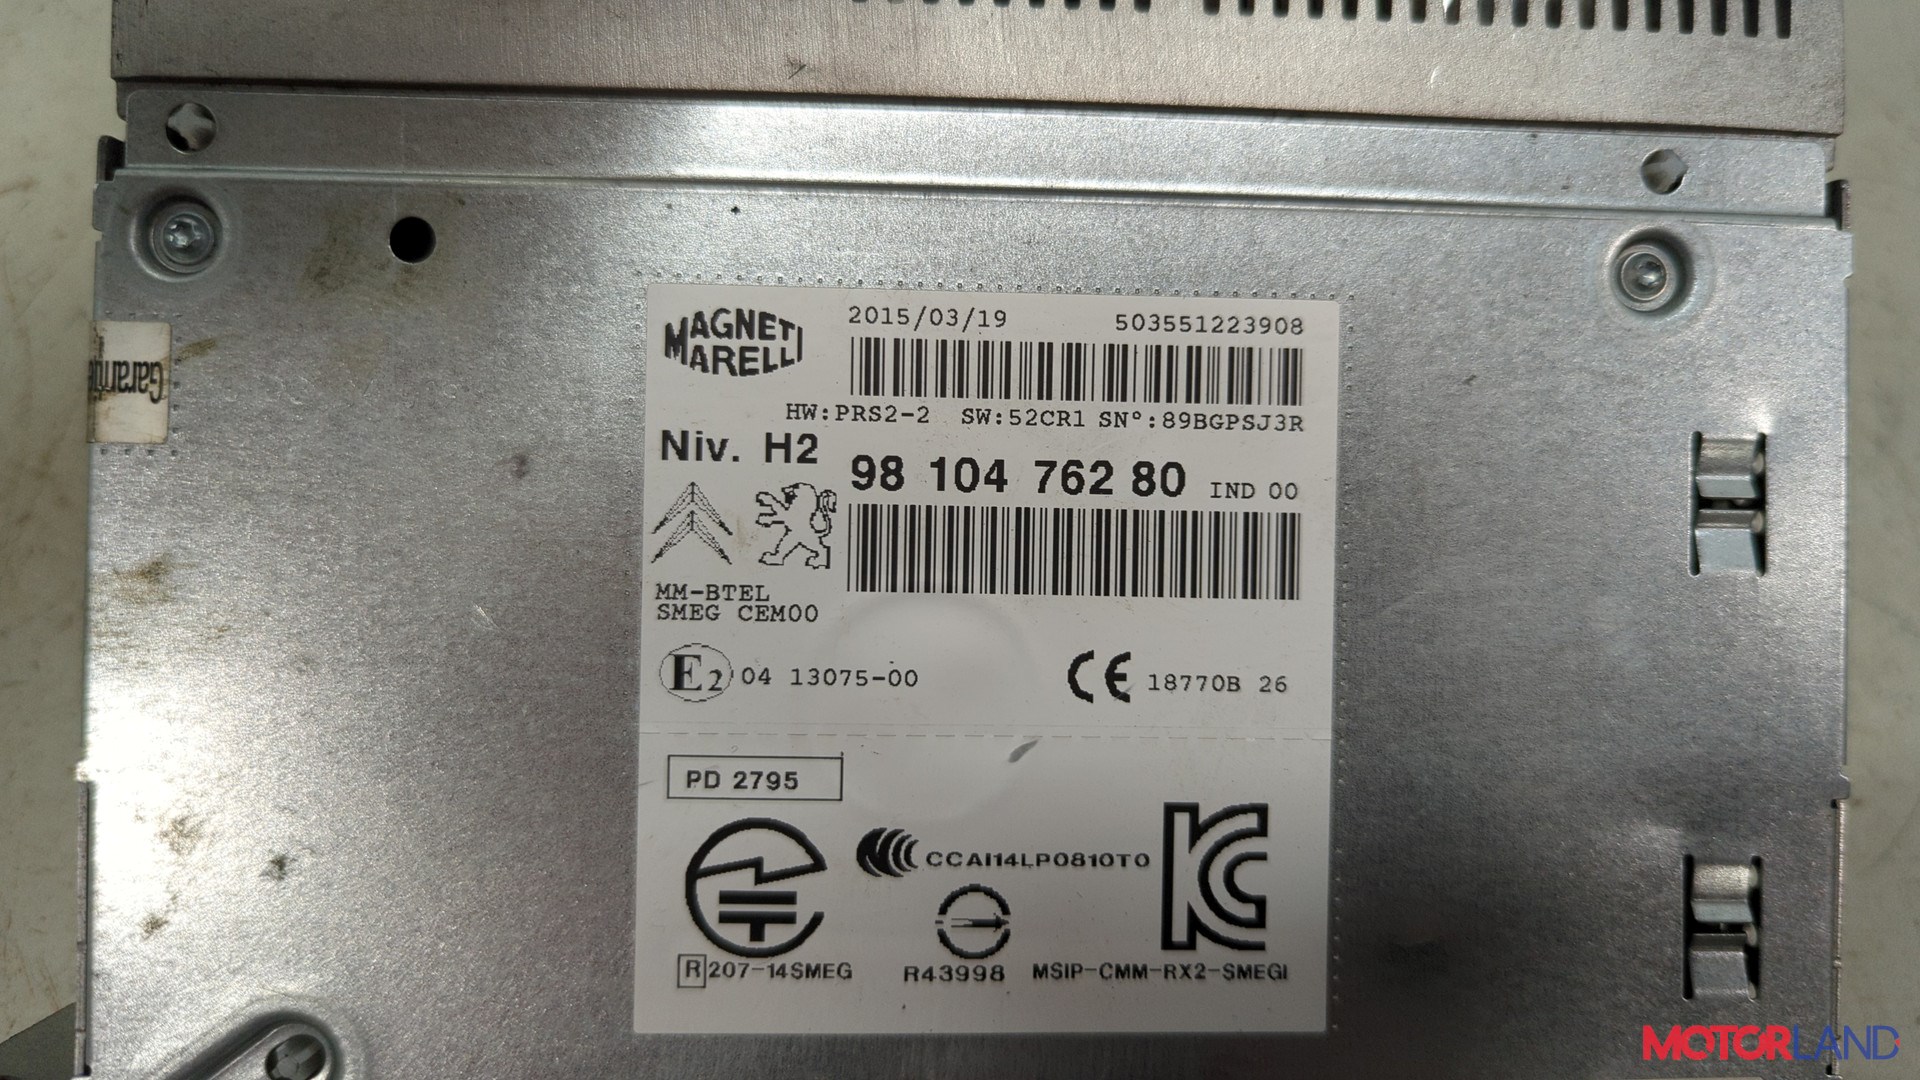 MAGNETI
MARELLI
2015/03/19 503551223908
HW:PRS2-2 SW:52CR1 SN°:89BGPSJ3R
Niv. H2
98 104 762 80 IND 00
MM-BTEL
SMEG CEM00
E2 04 13075-00
CE 18770B 26
PD 2795
CCAI14LP0810T0
R 207-14SMEG
R43998
MSIP-CMM-RX2-SMEGI
MOTORLAND